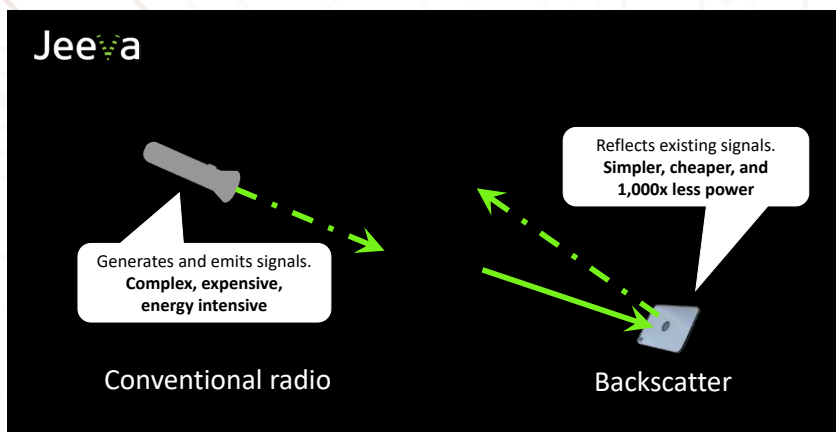 Jeeva
Reflects existing signals.
Simpler, cheaper, and
1,000x less power
Generates and emits signals.
Complex, expensive,
energy intensive
Conventional radio
Backscatter